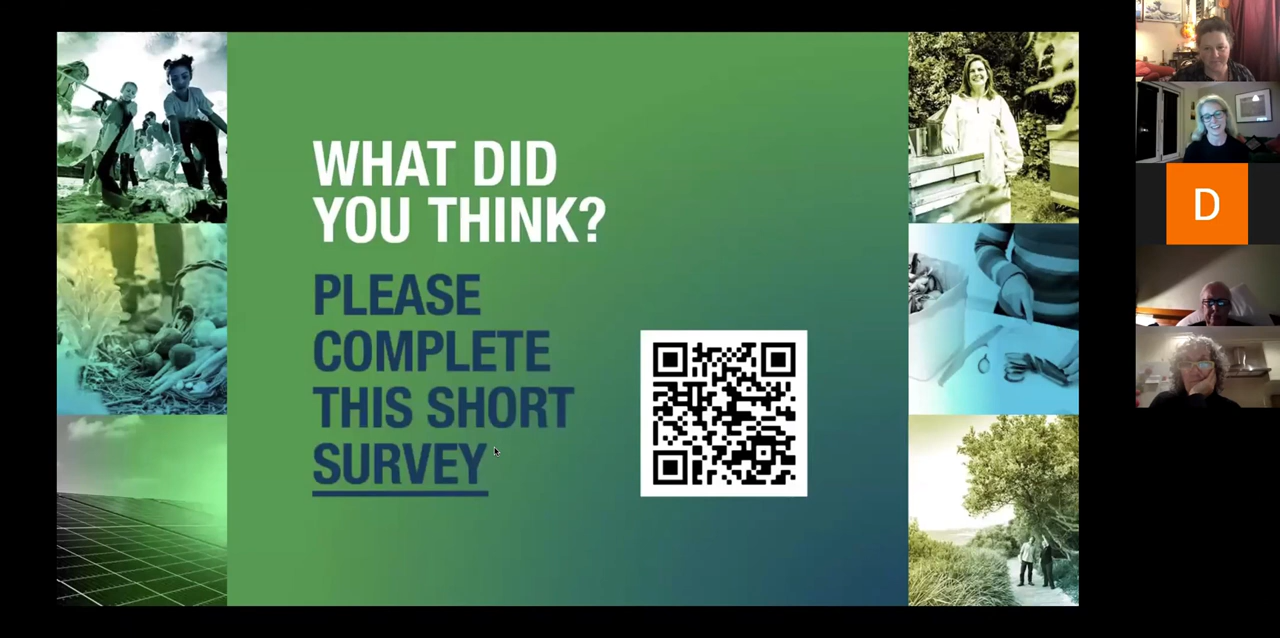 WHAT DID
YOU THINK?
PLEASE
COMPLETE
THIS SHORT
SURVEY
D